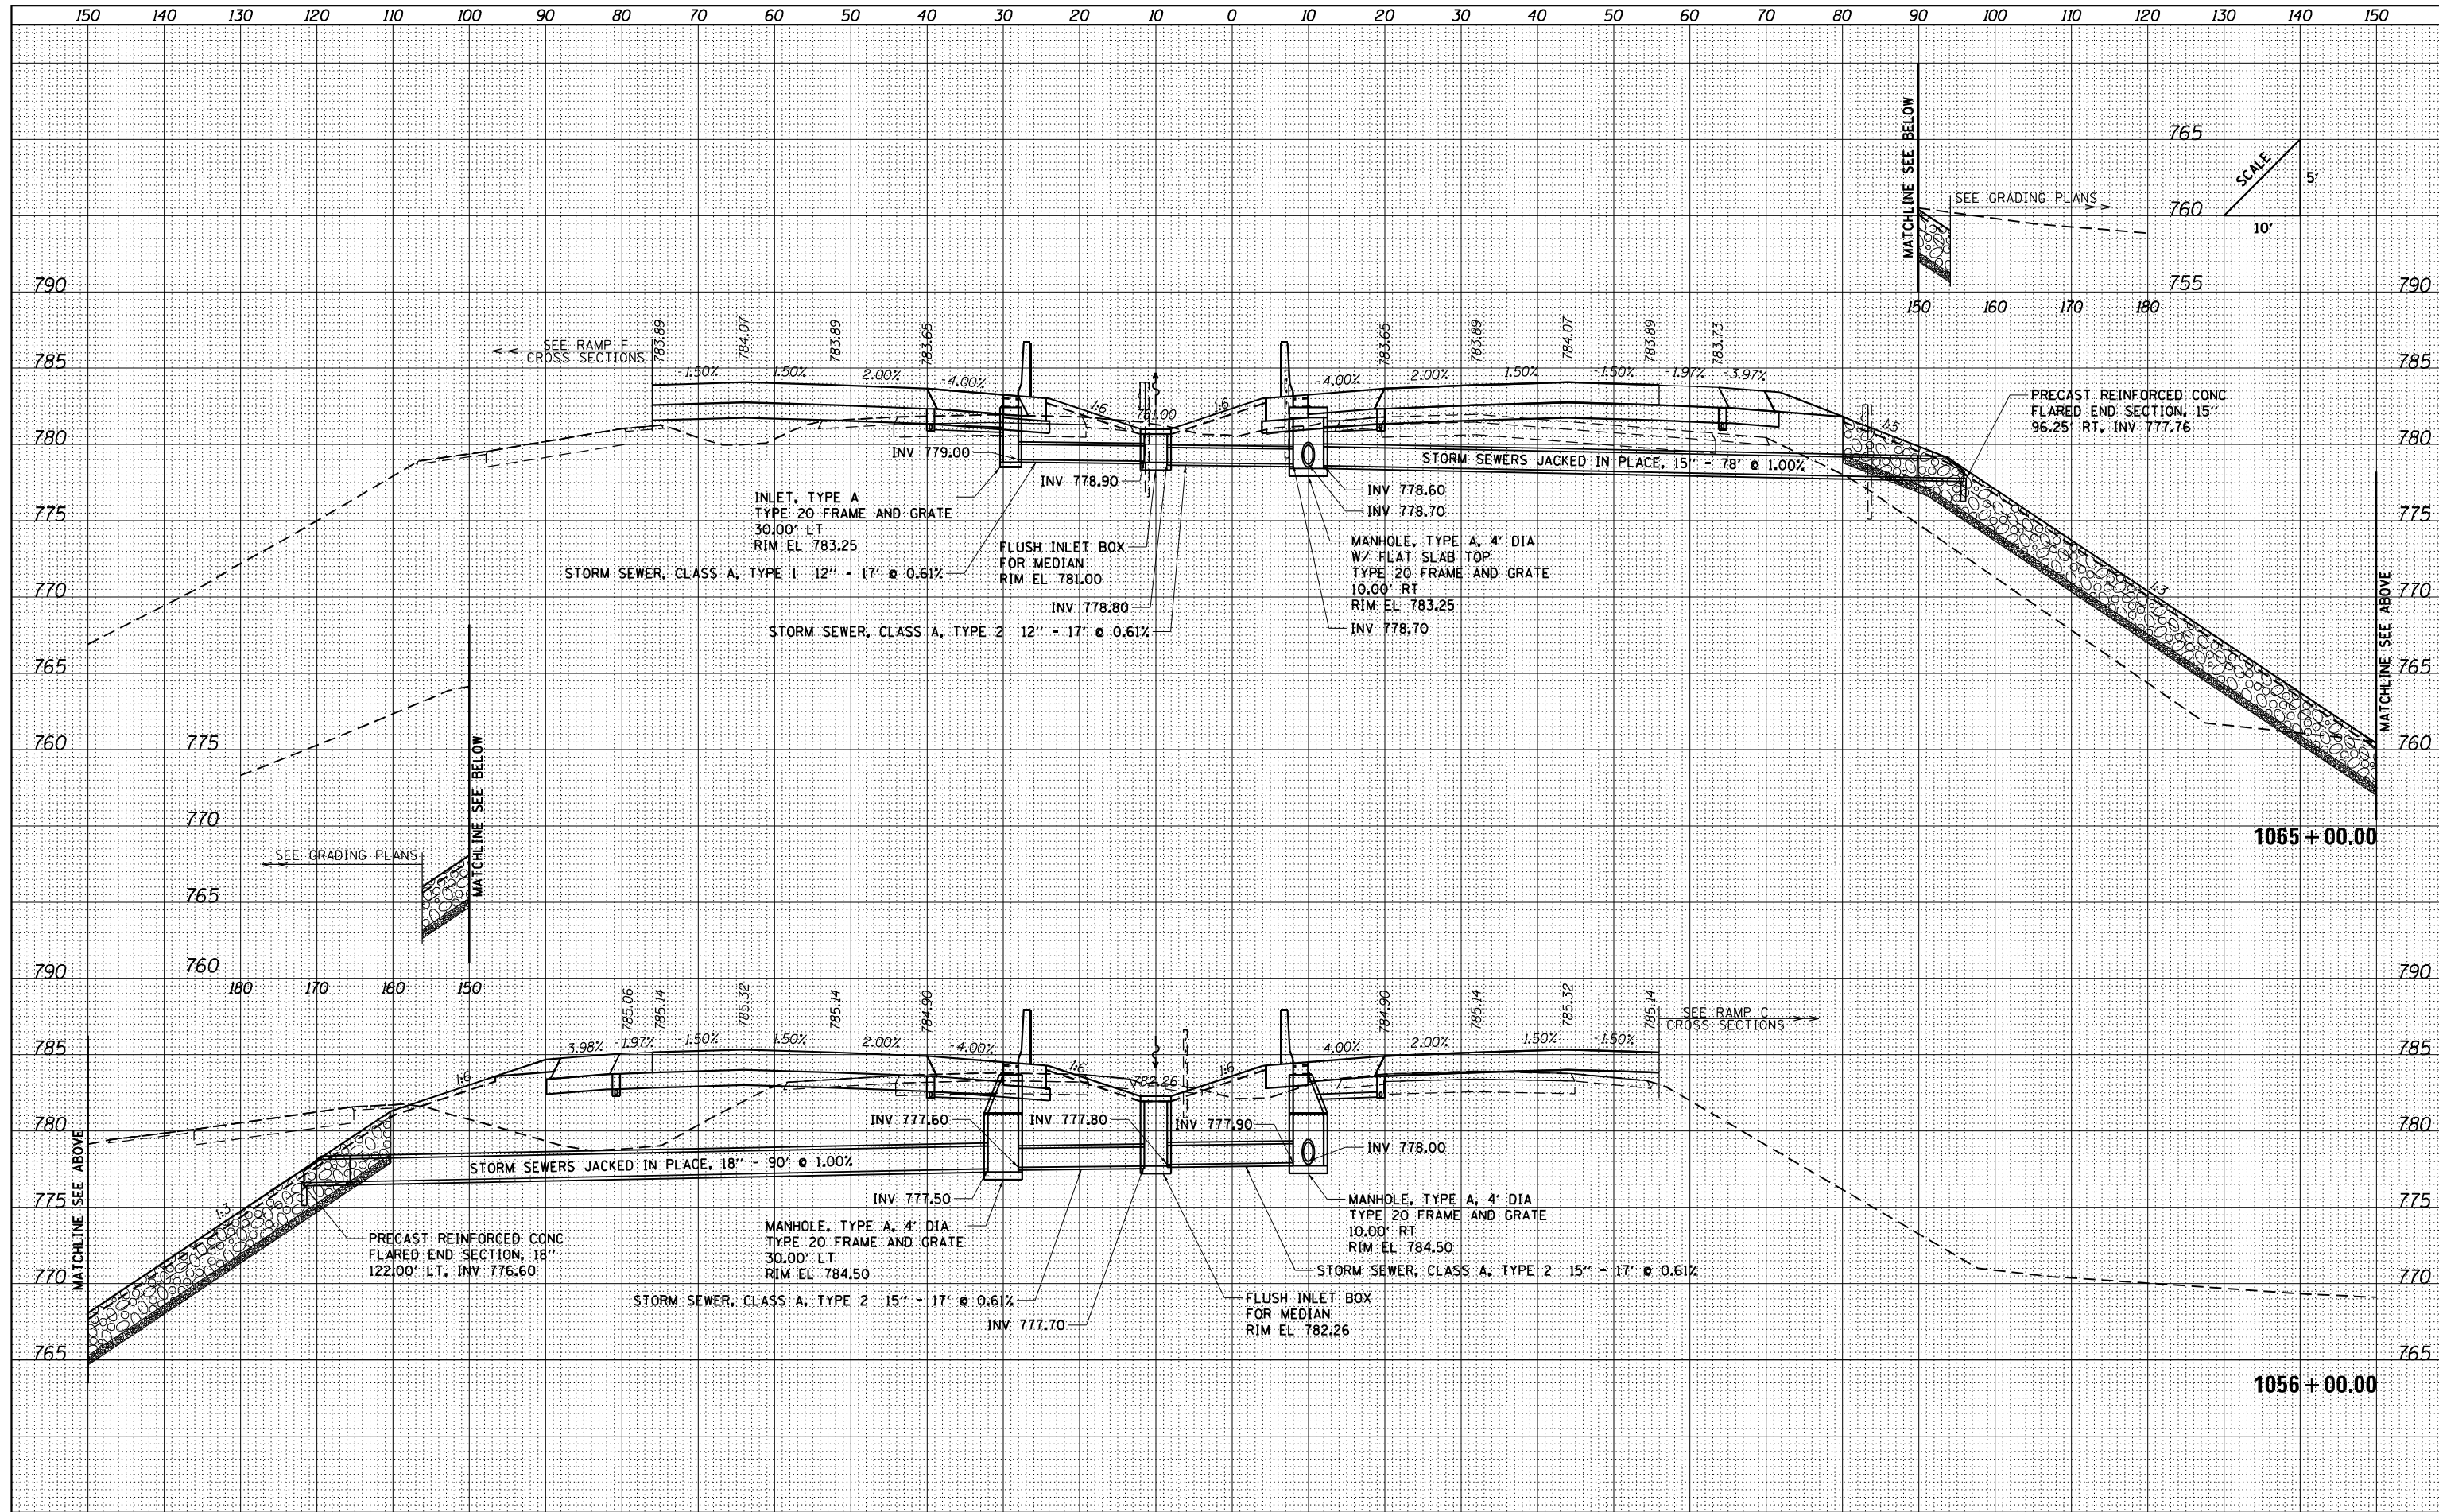 150 140 130 120 110 100 90 80 70 60 50 40 30 20 10 0 10 20 30 40 50 60 70 80 90 100 110 120 130 140 150
MATCHLINE SEE BELOW
765
SCALE
5'
10'
SEE GRADING PLANS
760
755
150 160 170 180
790 790
SEE RAMP F
CROSS SECTIONS
783.89 784.07 783.89 783.65 783.65 783.89 784.07 783.89 783.73
785 785
-1.50% 1.50% 2.00% -4.00% -4.00% 2.00% 1.50% -1.50% -1.97% -3.97%
1:6 781.00 1:6
PRECAST REINFORCED CONC
FLARED END SECTION, 15"
96.25' RT, INV 777.76
1:5
780 780
INV 779.00
STORM SEWERS JACKED IN PLACE, 15" - 78' @ 1.00%
INV 778.90
INV 778.60
INV 778.70
INLET, TYPE A
TYPE 20 FRAME AND GRATE
30.00' LT
RIM EL 783.25
775 775
FLUSH INLET BOX
FOR MEDIAN
RIM EL 781.00
MANHOLE, TYPE A, 4' DIA
W/ FLAT SLAB TOP
TYPE 20 FRAME AND GRATE
10.00' RT
RIM EL 783.25
STORM SEWER, CLASS A, TYPE 1 12" - 17' @ 0.61%
1:3
770 770
INV 778.80
INV 778.70
STORM SEWER, CLASS A, TYPE 2 12" - 17' @ 0.61%
MATCHLINE SEE ABOVE
765 765
760 775 760
MATCHLINE SEE BELOW
770
1065+00.00
SEE GRADING PLANS
765
790 760 790
180 170 160 150
785.06 785.14 785.32 785.14 784.90 784.90 785.14 785.32 785.14
SEE RAMP G
CROSS SECTIONS
785 785
-3.98% -1.97% -1.50% 1.50% 2.00% -4.00% -4.00% 2.00% 1.50% -1.50%
1:6 1:6 782.26 1:6
780 780
INV 777.60
INV 777.80
INV 777.90
INV 778.00
STORM SEWERS JACKED IN PLACE, 18" - 90' @ 1.00%
MATCHLINE SEE ABOVE
775 775
1:3
INV 777.50
MANHOLE, TYPE A, 4' DIA
TYPE 20 FRAME AND GRATE
10.00' RT
RIM EL 784.50
MANHOLE, TYPE A, 4' DIA
TYPE 20 FRAME AND GRATE
30.00' LT
RIM EL 784.50
PRECAST REINFORCED CONC
FLARED END SECTION, 18"
122.00' LT, INV 776.60
770 770
STORM SEWER, CLASS A, TYPE 2 15" - 17' @ 0.61%
STORM SEWER, CLASS A, TYPE 2 15" - 17' @ 0.61%
FLUSH INLET BOX
FOR MEDIAN
RIM EL 782.26
INV 777.70
765 765
1056+00.00